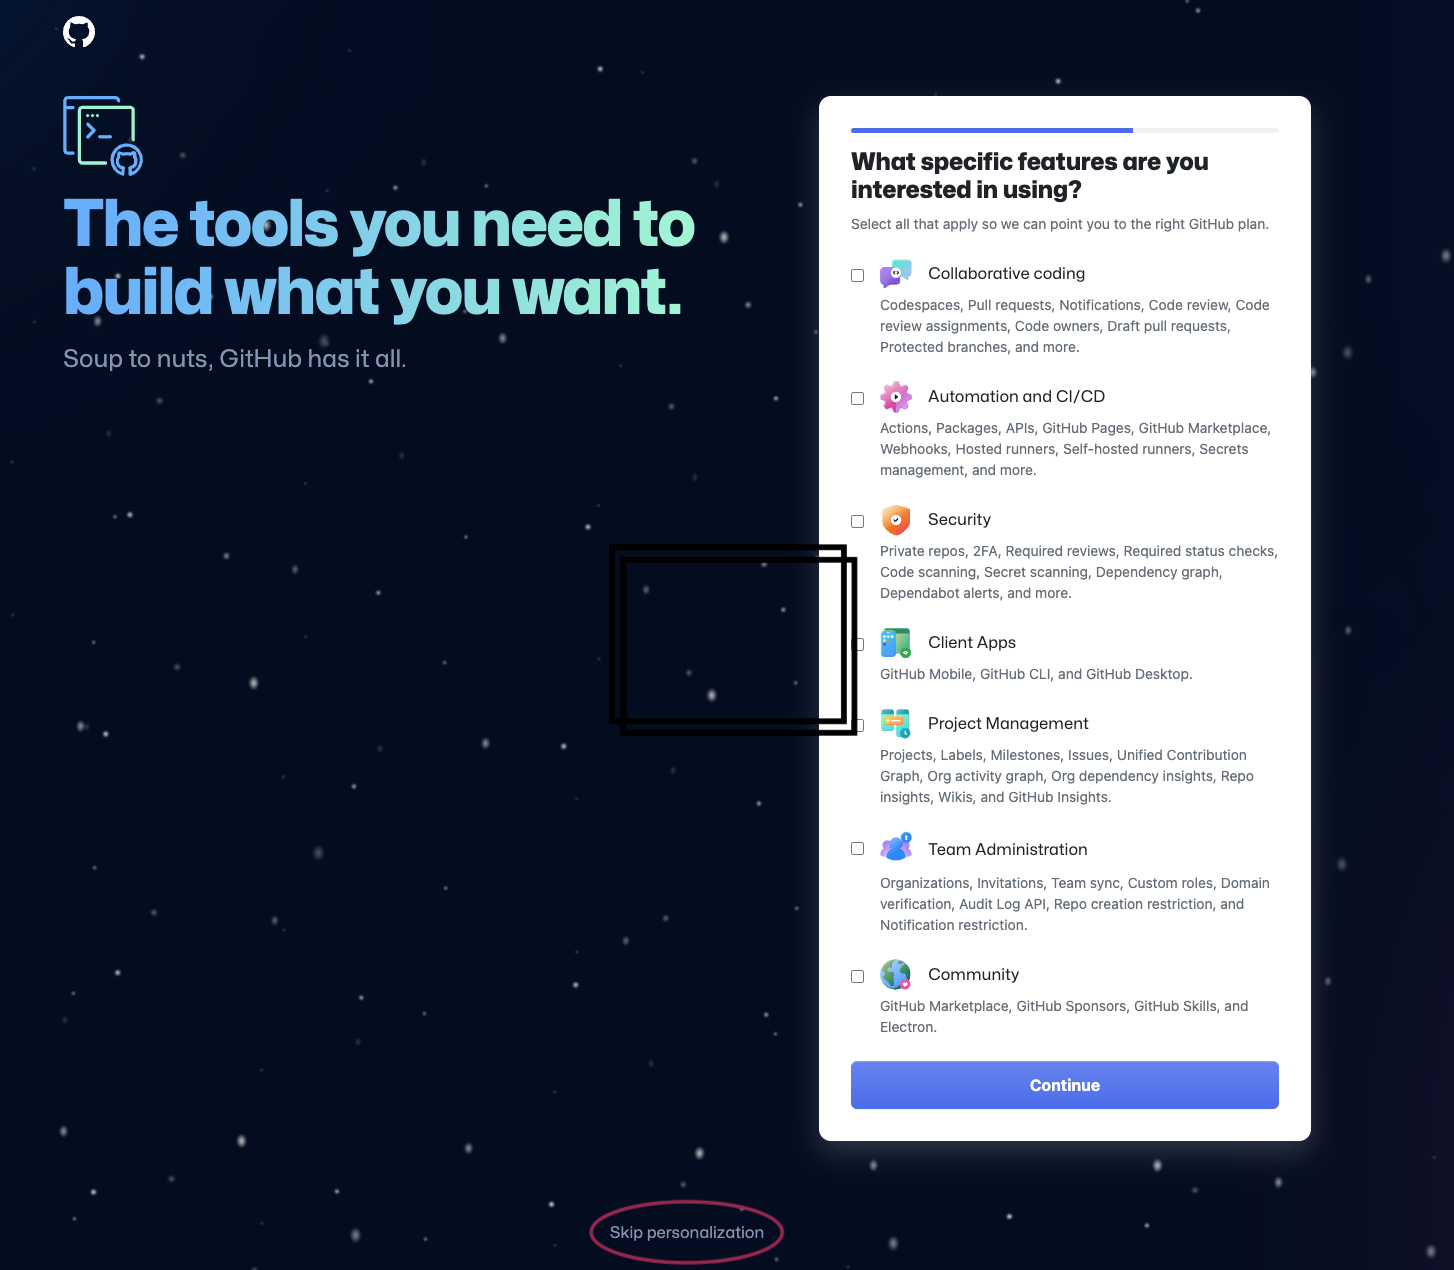 The tools you need to
build what you want.
Soup to nuts, GitHub has it all.
What specific features are you
interested in using?
Select all that apply so we can point you to the right GitHub plan.
Collaborative coding
Codespaces, Pull requests, Notifications, Code review, Code
review assignments, Code owners, Draft pull requests,
Protected branches, and more.
Automation and CI/CD
Actions, Packages, APIs, GitHub Pages, GitHub Marketplace,
Webhooks, Hosted runners, Self-hosted runners, Secrets
management, and more.
Security
Private repos, 2FA, Required reviews, Required status checks,
Code scanning, Secret scanning, Dependency graph,
Dependabot alerts, and more.
Client Apps
GitHub Mobile, GitHub CLI, and GitHub Desktop.
Project Management
Projects, Labels, Milestones, Issues, Unified Contribution
Graph, Org activity graph, Org dependency insights, Repo
insights, Wikis, and GitHub Insights.
Team Administration
Organizations, Invitations, Team sync, Custom roles, Domain
verification, Audit Log API, Repo creation restriction, and
Notification restriction.
Community
GitHub Marketplace, GitHub Sponsors, GitHub Skills, and
Electron.
Continue
Skip personalization